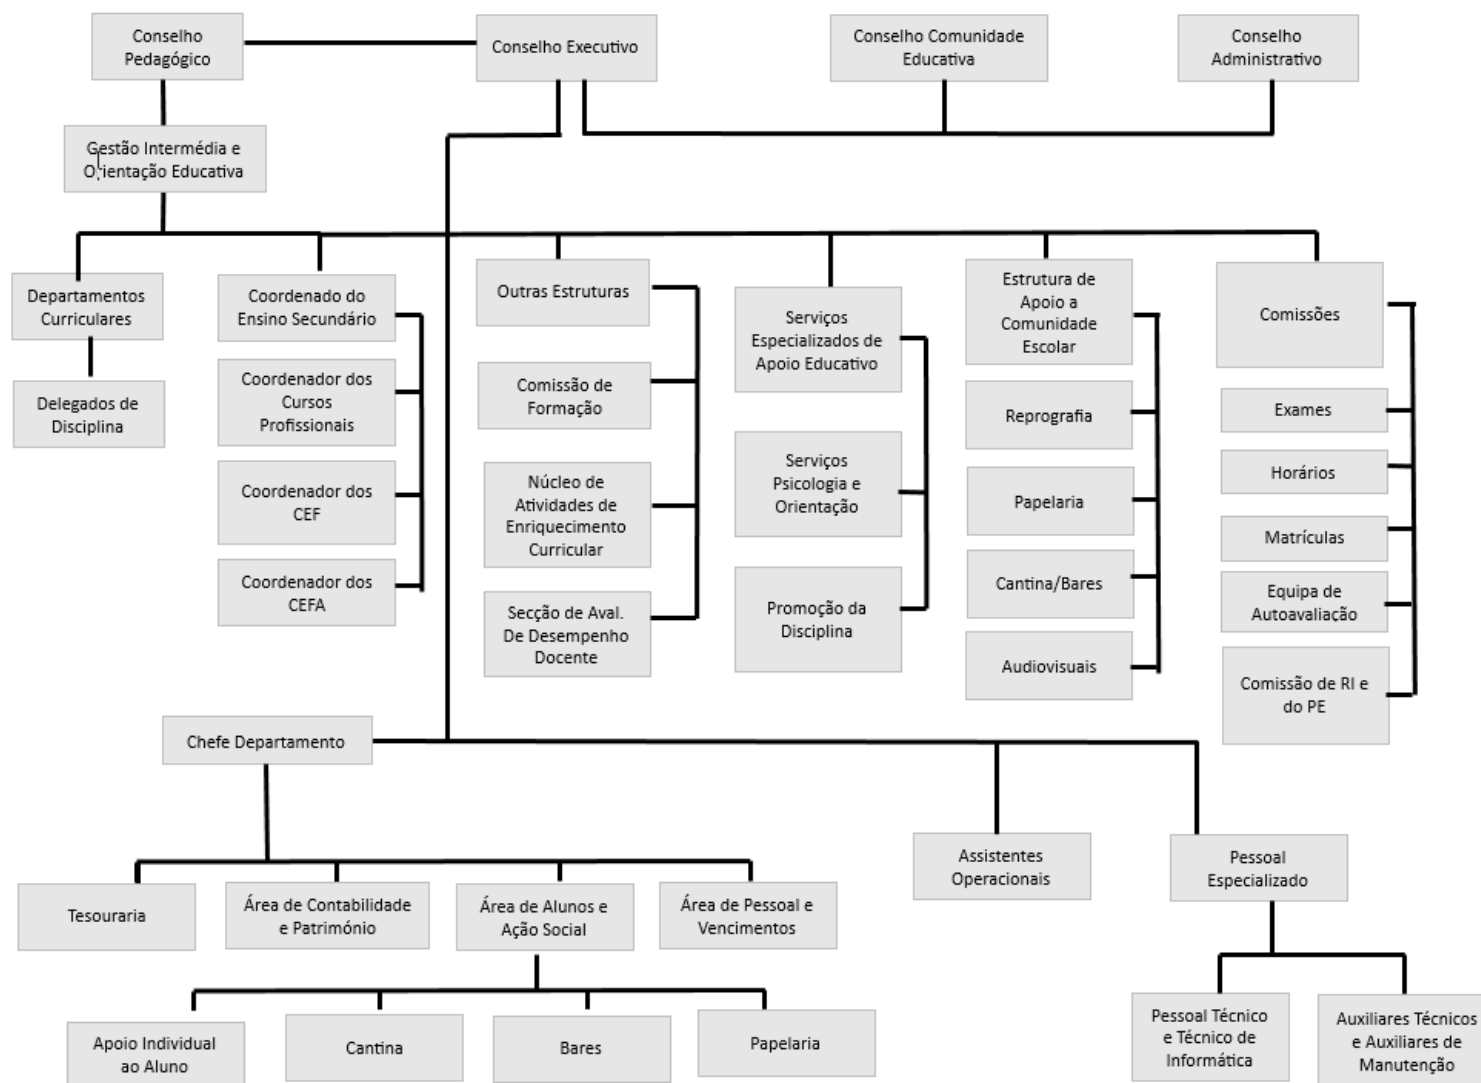 Conselho
Pedagógico
Conselho Executivo
Conselho Comunidade
Educativa
Conselho
Administrativo
Gestão Intermédia e
Orientação Educativa
Departamentos
Curriculares
Delegados de
Disciplina
Coordenado do
Ensino Secundário
Coordenador dos
Cursos
Profissionais
Coordenador dos
CEF
Coordenador dos
CEFA
Outras Estruturas
Comissão de
Formação
Núcleo de
Atividades de
Enriquecimento
Curricular
Secção de Aval.
De Desempenho
Docente
Serviços
Especializados de
Apoio Educativo
Serviços
Psicologia e
Orientação
Promoção da
Disciplina
Estrutura de
Apoio a
Comunidade
Escolar
Reprografia
Papelaria
Cantina/Bares
Audiovisuais
Comissões
Exames
Horários
Matrículas
Equipa de
Autoavaliação
Comissão de RI e
do PE
Chefe Departamento
Assistentes
Operacionais
Pessoal
Especializado
Tesouraria
Área de Contabilidade
e Património
Área de Alunos e
Ação Social
Área de Pessoal e
Vencimentos
Apoio Individual
ao Aluno
Cantina
Bares
Papelaria
Pessoal Técnico
e Técnico de
Informática
Auxiliares Técnicos
e Auxiliares de
Manutenção